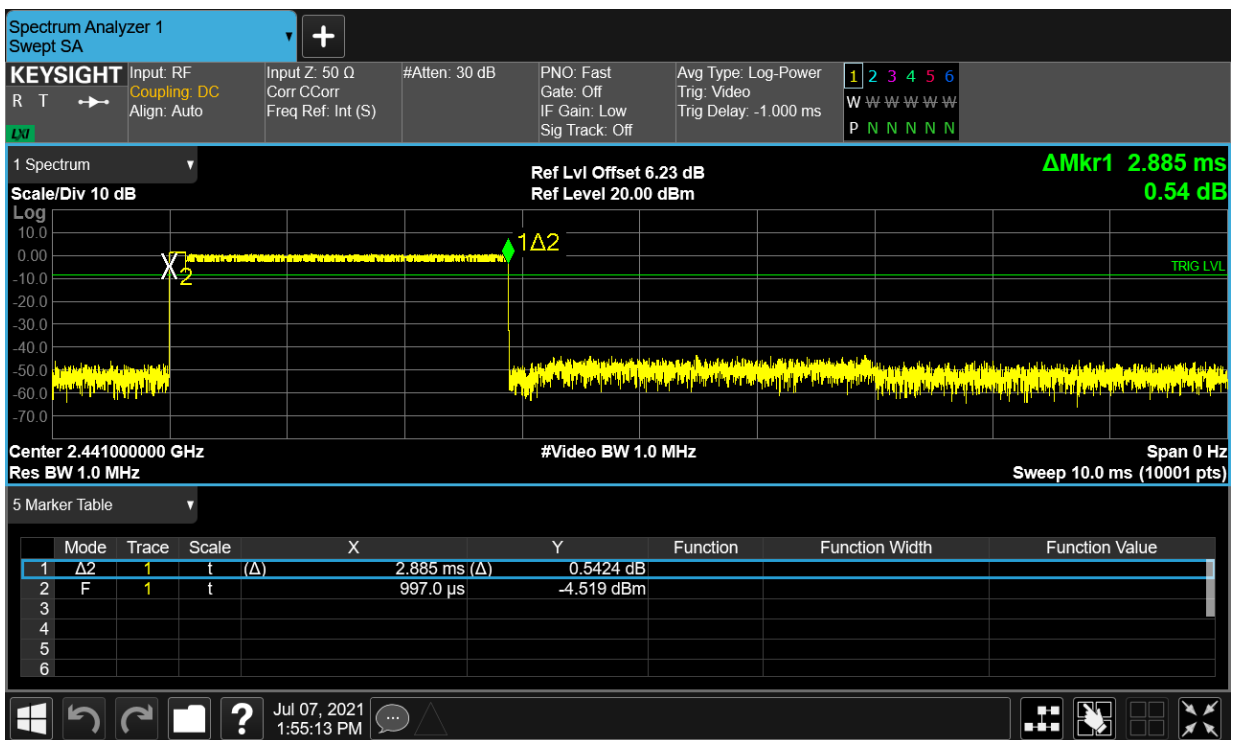 Spectrum Analyzer 1
Swept SA
+
KEYSIGHT
R T
LXI
Input: RF
Coupling: DC
Align: Auto
Input Z: 50 Ω
Corr CCorr
Freq Ref: Int (S)
#Atten: 30 dB
PNO: Fast
Gate: Off
IF Gain: Low
Sig Track: Off
Avg Type: Log-Power
Trig: Video
Trig Delay: -1.000 ms
1 2 3 4 5 6
W W W W W W
P N N N N N
1 Spectrum
Scale/Div 10 dB
Ref Lvl Offset 6.23 dB
Ref Level 20.00 dBm
ΔMkr1 2.885 ms
0.54 dB
Log
10.0
0.00
-10.0
-20.0
-30.0
-40.0
-50.0
-60.0
-70.0
X
2
1Δ2
TRIG LVL
Center 2.441000000 GHz
Res BW 1.0 MHz
#Video BW 1.0 MHz
Span 0 Hz
Sweep 10.0 ms (10001 pts)
5 Marker Table
Mode Trace Scale X Y Function Function Width Function Value
1 Δ2 1 t (Δ) 2.885 ms (Δ) 0.5424 dB
2 F 1 t 997.0 µs -4.519 dBm
3
4
5
6
?
Jul 07, 2021
1:55:13 PM